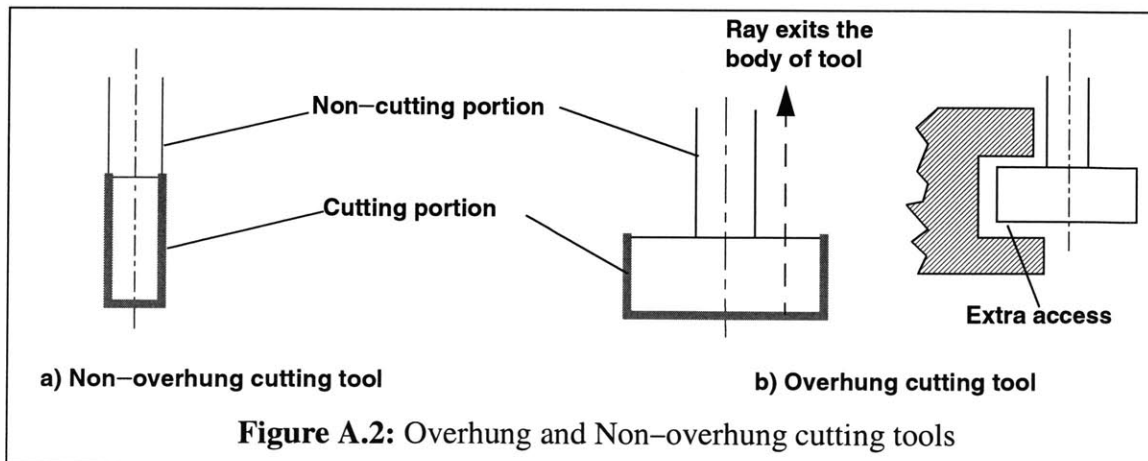 Ray exits the
body of tool
Non−cutting portion
Cutting portion
Extra access
a) Non−overhung cutting tool
b) Overhung cutting tool
Figure A.2: Overhung and Non−overhung cutting tools